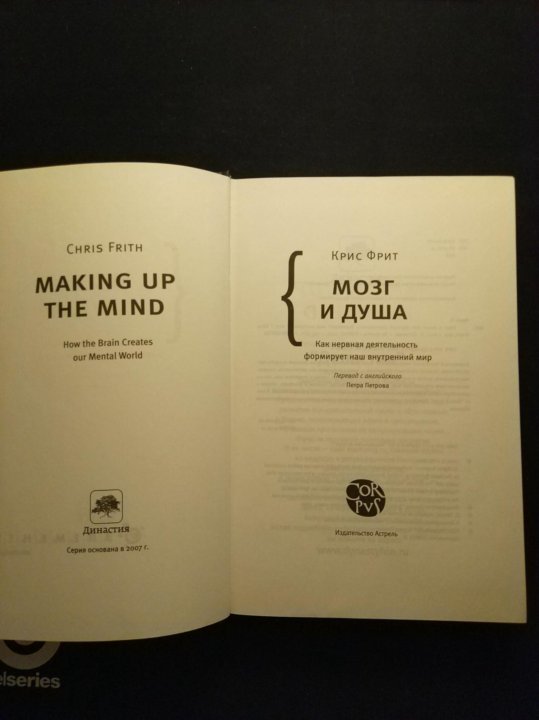 CHRIS FRITH
MAKING UP
THE MIND
How the Brain Creates
our Mental World
Династия
Серия основана в 2007 г.
Крис Фрит
МОЗГ
И ДУША
Как нервная деятельность
формирует наш внутренний мир
Перевод с английского
Петра Петрова
CORPVS
Издательство Астрель
elseries